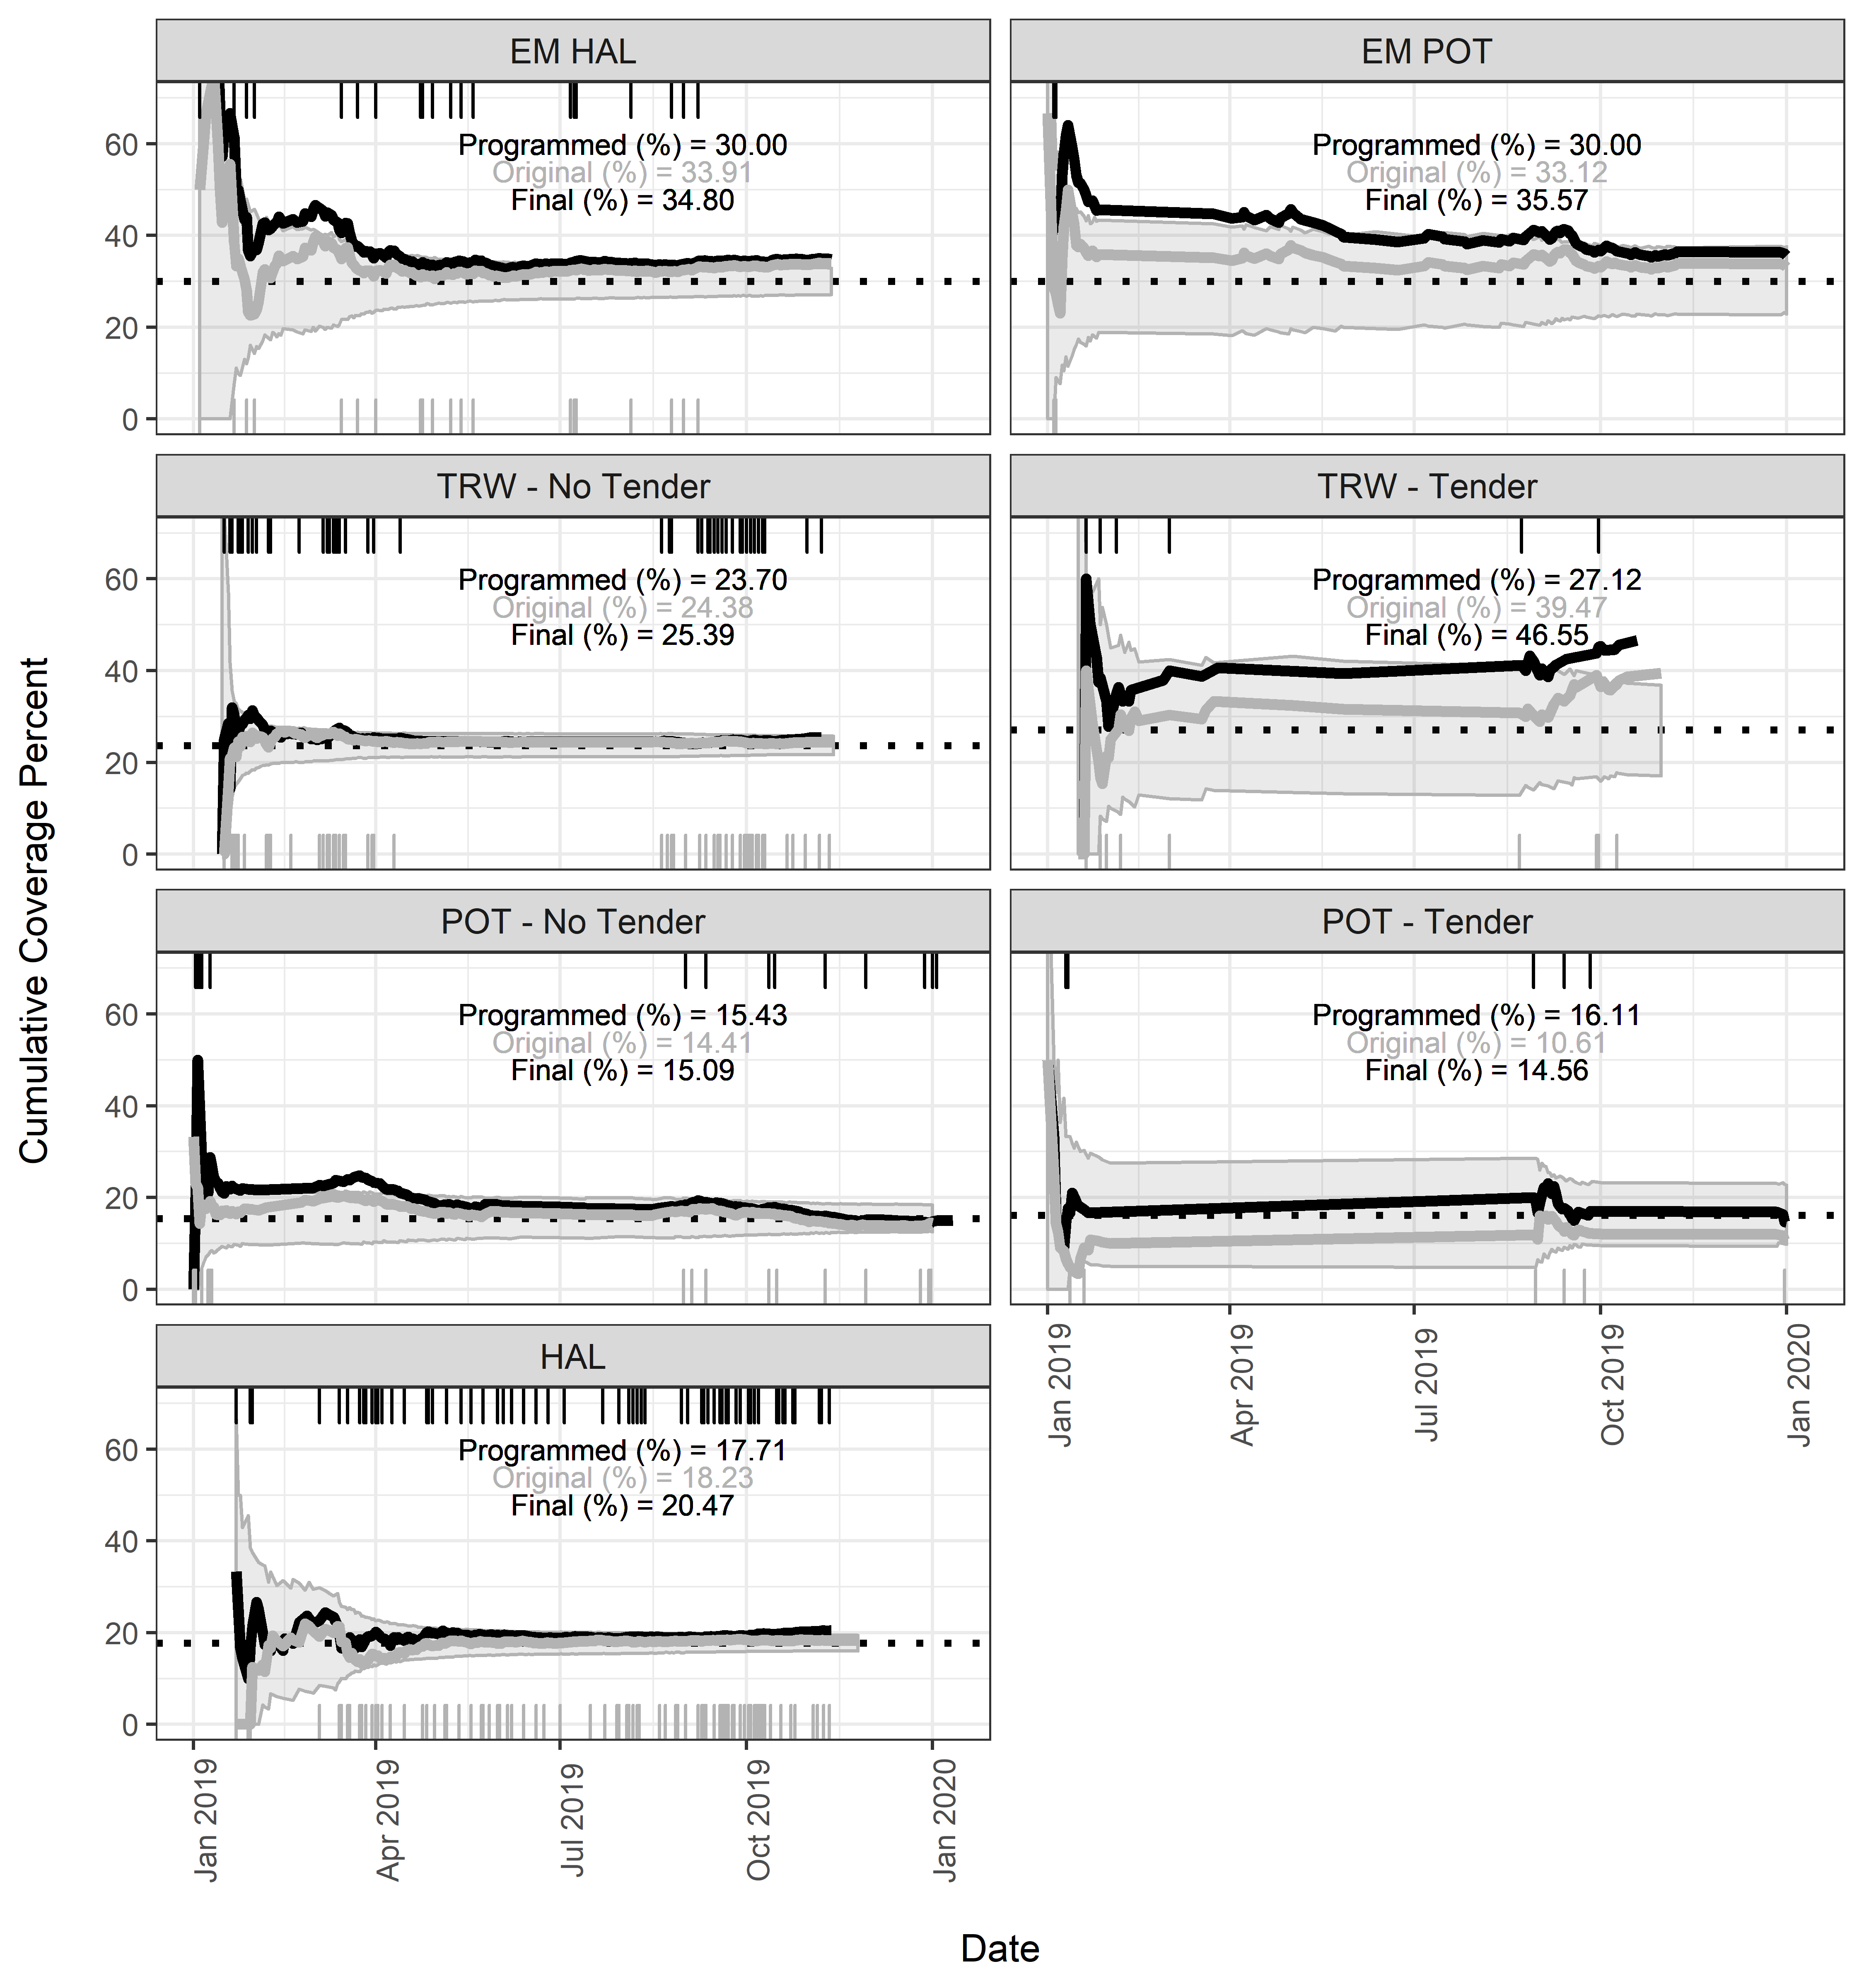 Cumulative Coverage Percent
EM HAL
60
40
20
0
Programmed (%) = 30.00
Original (%) = 33.91
Final (%) = 34.80
EM POT
Programmed (%) = 30.00
Original (%) = 33.12
Final (%) = 35.57
TRW - No Tender
60
40
20
0
Programmed (%) = 23.70
Original (%) = 24.38
Final (%) = 25.39
TRW - Tender
Programmed (%) = 27.12
Original (%) = 39.47
Final (%) = 46.55
POT - No Tender
60
40
20
0
Programmed (%) = 15.43
Original (%) = 14.41
Final (%) = 15.09
POT - Tender
Programmed (%) = 16.11
Original (%) = 10.61
Final (%) = 14.56
Jan 2019
Apr 2019
Jul 2019
Oct 2019
Jan 2020
HAL
60
40
20
0
Programmed (%) = 17.71
Original (%) = 18.23
Final (%) = 20.47
Jan 2019
Apr 2019
Jul 2019
Oct 2019
Jan 2020
Date